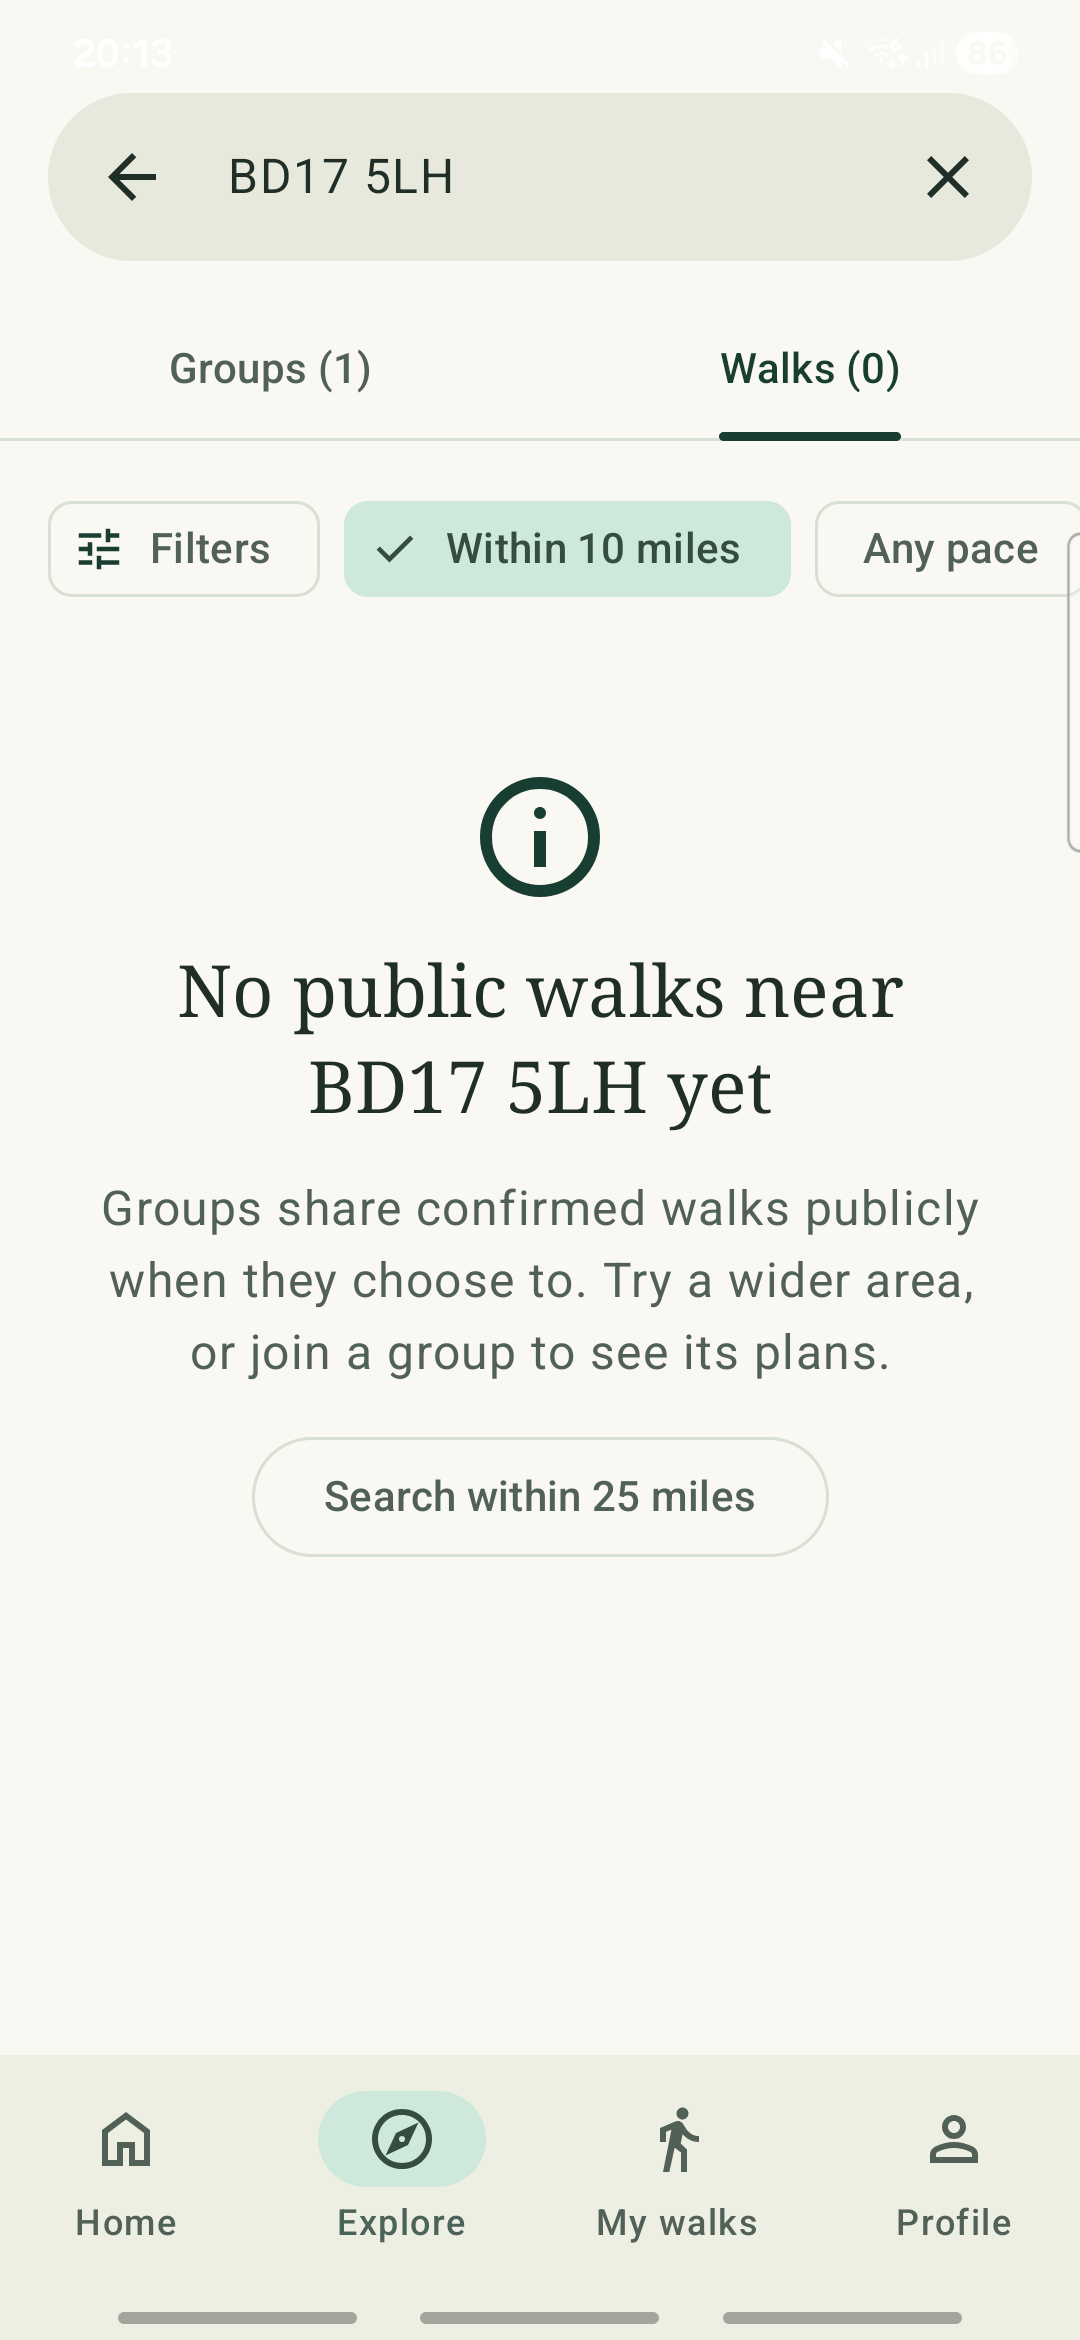 20:13
86
BD17 5LH
Groups (1)
Walks (0)
Filters
Within 10 miles
Any pace
No public walks near
BD17 5LH yet
Groups share confirmed walks publicly
when they choose to. Try a wider area,
or join a group to see its plans.
Search within 25 miles
Home
Explore
My walks
Profile